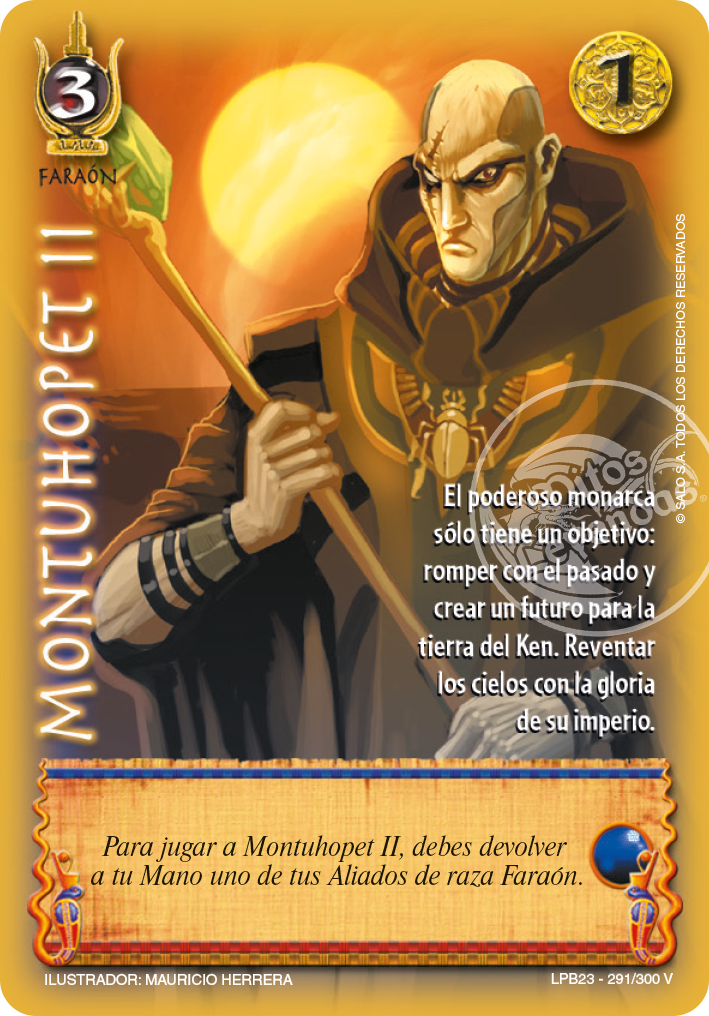 3
1
FARAÓN
MONTUHOPET II
© SALO S.A. TODOS LOS DERECHOS RESERVADOS
mitos
leyendas
®
El poderoso monarca
sólo tiene un objetivo:
romper con el pasado y
crear un futuro para la
tierra del Ken. Reventar
los cielos con la gloria
de su imperio.
Para jugar a Montuhopet II, debes devolver
a tu Mano uno de tus Aliados de raza Faraón.
ILUSTRADOR: MAURICIO HERRERA
LPB23 - 291/300 V